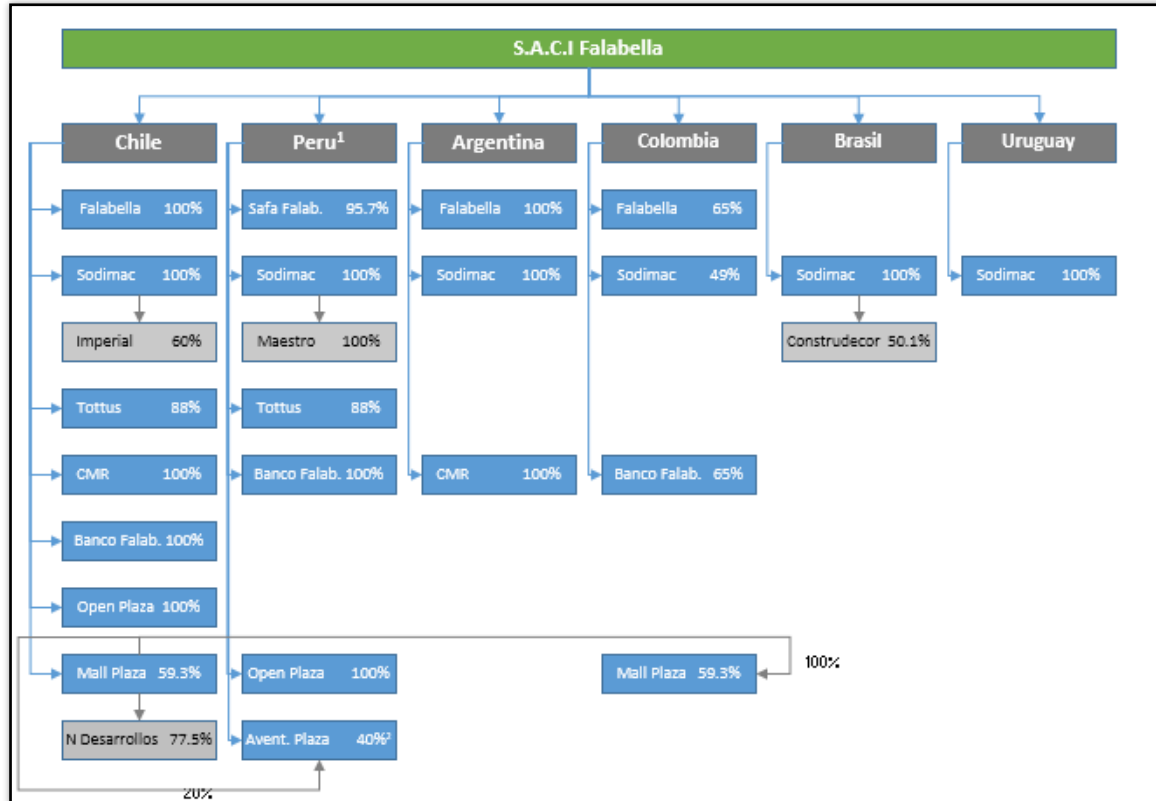 S.A.C.I Falabella
Chile
Peru¹
Argentina
Colombia
Brasil
Uruguay
Falabella 100%
Safa Falab. 95.7%
Falabella 100%
Falabella 65%
Sodimac 100%
Sodimac 100%
Sodimac 100%
Sodimac 49%
Sodimac 100%
Sodimac 100%
Imperial 60%
Maestro 100%
Construdecor 50.1%
Tottus 88%
Tottus 88%
CMR 100%
Banco Falab. 100%
CMR 100%
Banco Falab. 65%
Banco Falab. 100%
Open Plaza 100%
Mall Plaza 59.3%
Open Plaza 100%
Mall Plaza 59.3%
100%
N Desarrollos 77.5%
Avent. Plaza 40%²
20%